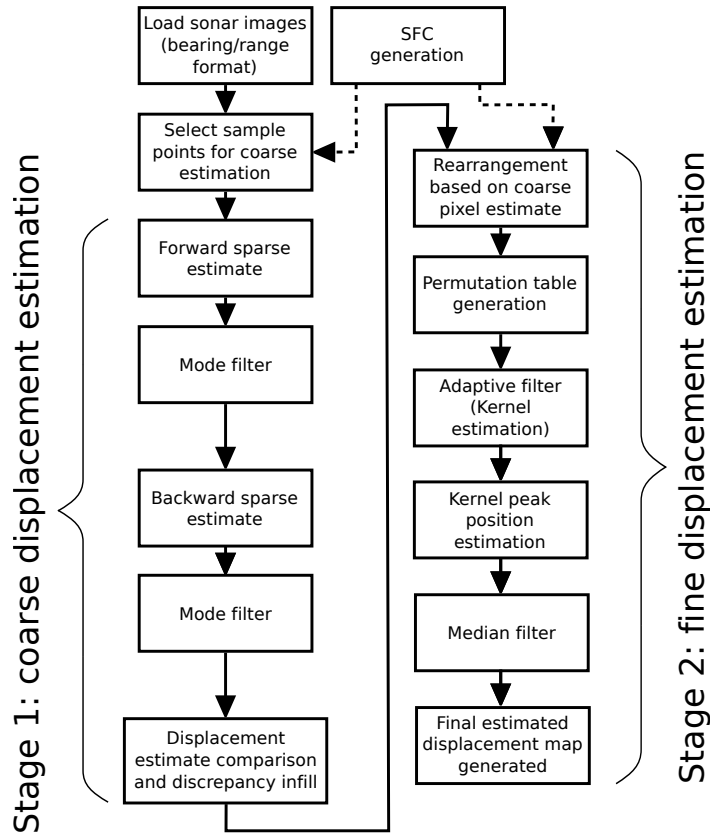 Load sonar images
(bearing/range
format)
SFC
generation
Select sample
points for coarse
estimation
Stage 1: coarse displacement estimation
Forward sparse
estimate
Mode filter
Backward sparse
estimate
Mode filter
Displacement
estimate comparison
and discrepancy infill
Rearrangement
based on coarse
pixel estimate
Permutation table
generation
Adaptive filter
(Kernel
estimation)
Kernel peak
position
estimation
Median filter
Final estimated
displacement map
generated
Stage 2: fine displacement estimation